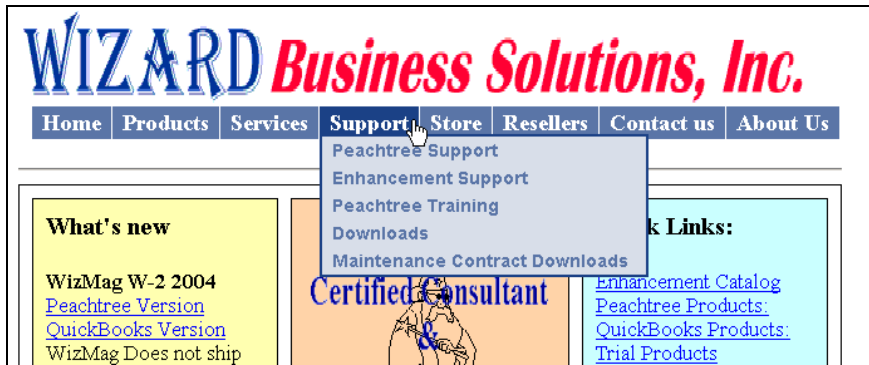 WIZARD Business Solutions, Inc.
Home Products Services Support Store Resellers Contact us About Us
Peachtree Support
Enhancement Support
Peachtree Training
Downloads
Maintenance Contract Downloads
What's new
WizMag W-2 2004
Peachtree Version
QuickBooks Version
WizMag Does not ship
Certified Consultant
&
Links:
Enhancement Catalog
Peachtree Products:
QuickBooks Products:
Trial Products